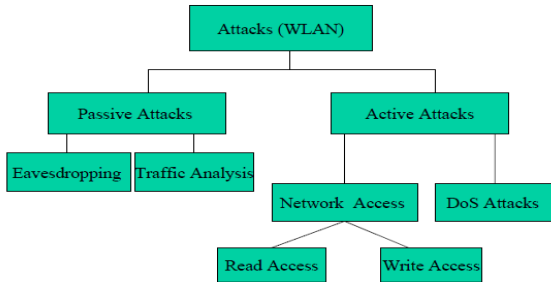 Attacks (WLAN)
Passive Attacks
Active Attacks
Eavesdropping
Traffic Analysis
Network Access
DoS Attacks
Read Access
Write Access